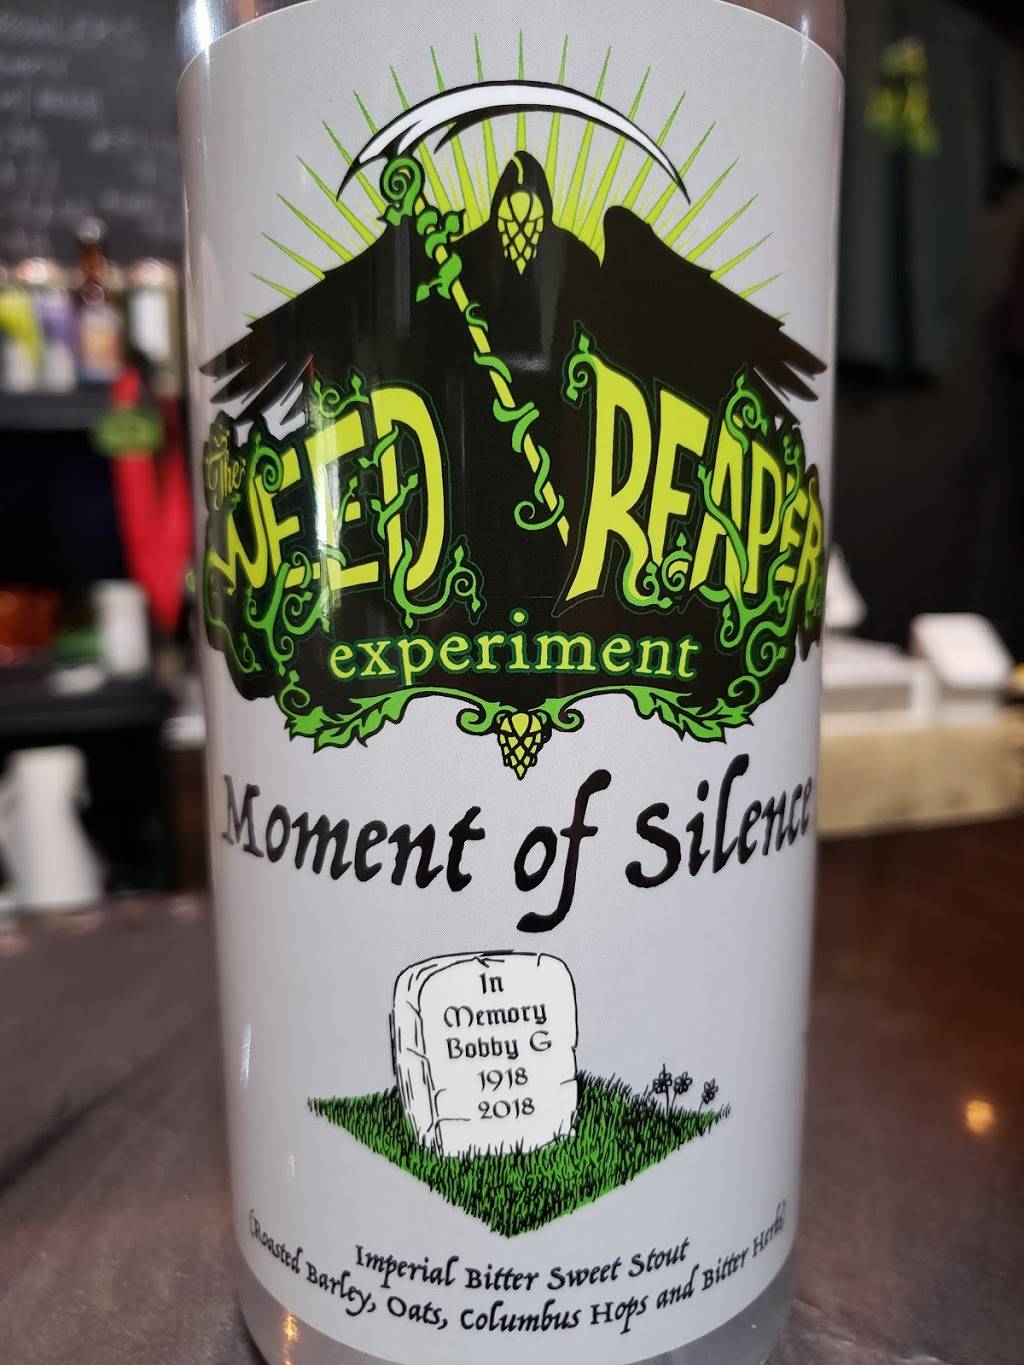 The
WEED REAPER
experiment
Moment of Silence
In
Memory
Bobby G
1918
2018
Imperial Bitter Sweet Stout
(Roasted Barley, Oats, Columbus Hops and Bitter Herbs)